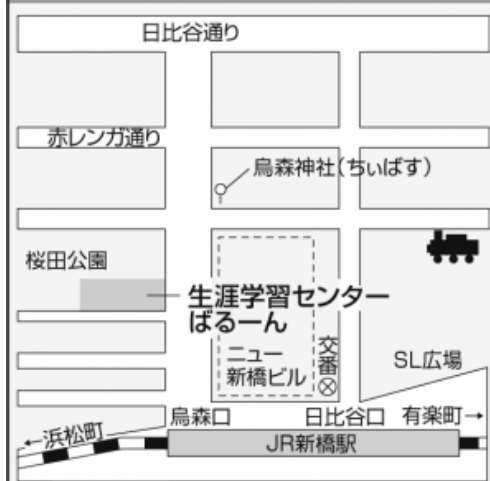 日比谷通り
赤レンガ通り
烏森神社(ちぃばす)
桜田公園
生涯学習センター
ばるーん
ニュー
新橋ビル
交番
SL広場
烏森口
日比谷口
有楽町→
←浜松町
JR新橋駅